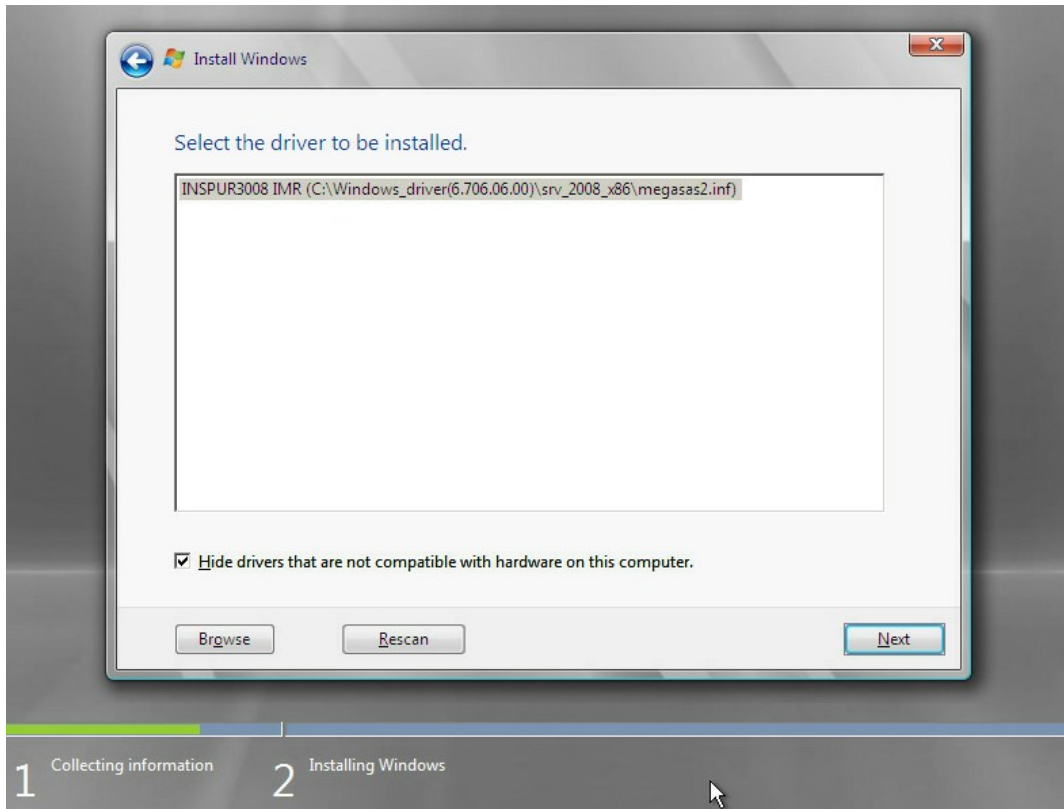 Install Windows
Select the driver to be installed.
INSPUR3008 IMR (C:\Windows_driver(6.706.06.00)\srv_2008_x86\megasas2.inf)
Hide drivers that are not compatible with hardware on this computer.
Browse
Rescan
Next
1 Collecting information
2 Installing Windows